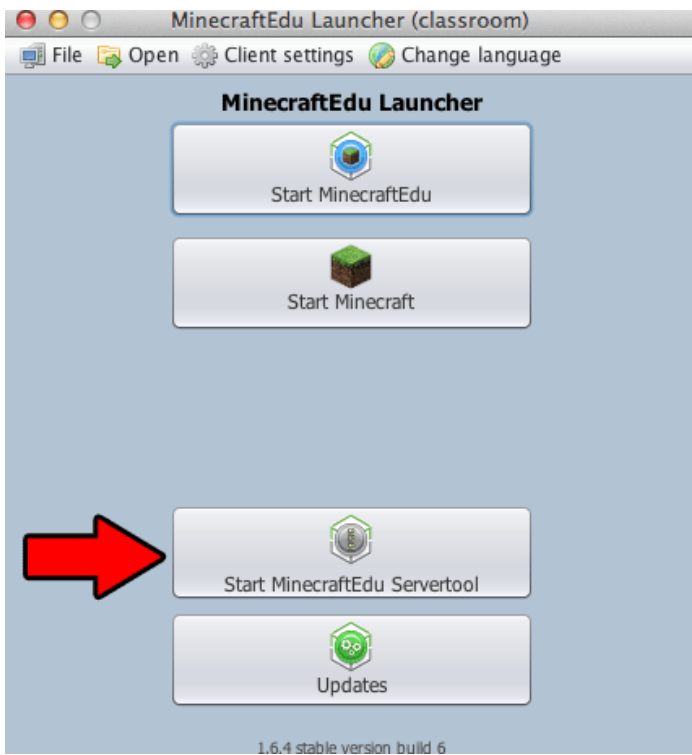 MinecraftEdu Launcher (classroom)
File Open Client settings Change language
MinecraftEdu Launcher
Start MinecraftEdu
Start Minecraft
Start MinecraftEdu Servertool
Updates
1.6.4 stable version build 6